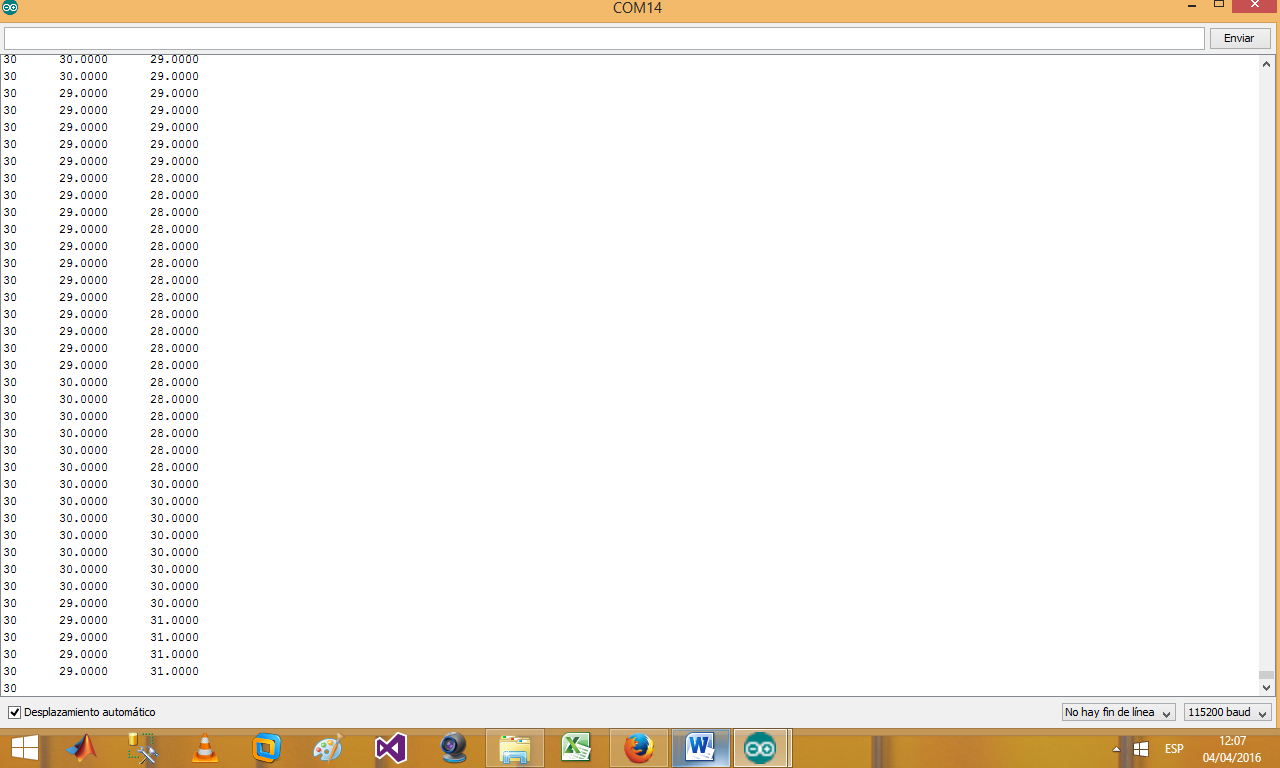 COM14
Enviar
30 30.0000 29.0000
30 30.0000 29.0000
30 29.0000 29.0000
30 29.0000 29.0000
30 29.0000 29.0000
30 29.0000 29.0000
30 29.0000 29.0000
30 29.0000 28.0000
30 29.0000 28.0000
30 29.0000 28.0000
30 29.0000 28.0000
30 29.0000 28.0000
30 29.0000 28.0000
30 29.0000 28.0000
30 29.0000 28.0000
30 29.0000 28.0000
30 29.0000 28.0000
30 29.0000 28.0000
30 29.0000 28.0000
30 30.0000 28.0000
30 30.0000 28.0000
30 30.0000 28.0000
30 30.0000 28.0000
30 30.0000 28.0000
30 30.0000 28.0000
30 30.0000 30.0000
30 30.0000 30.0000
30 30.0000 30.0000
30 30.0000 30.0000
30 30.0000 30.0000
30 30.0000 30.0000
30 30.0000 30.0000
30 29.0000 30.0000
30 29.0000 31.0000
30 29.0000 31.0000
30 29.0000 31.0000
30 29.0000 31.0000
30
Desplazamiento automático No hay fin de línea 115200 baud
ESP 12:07
04/04/2016